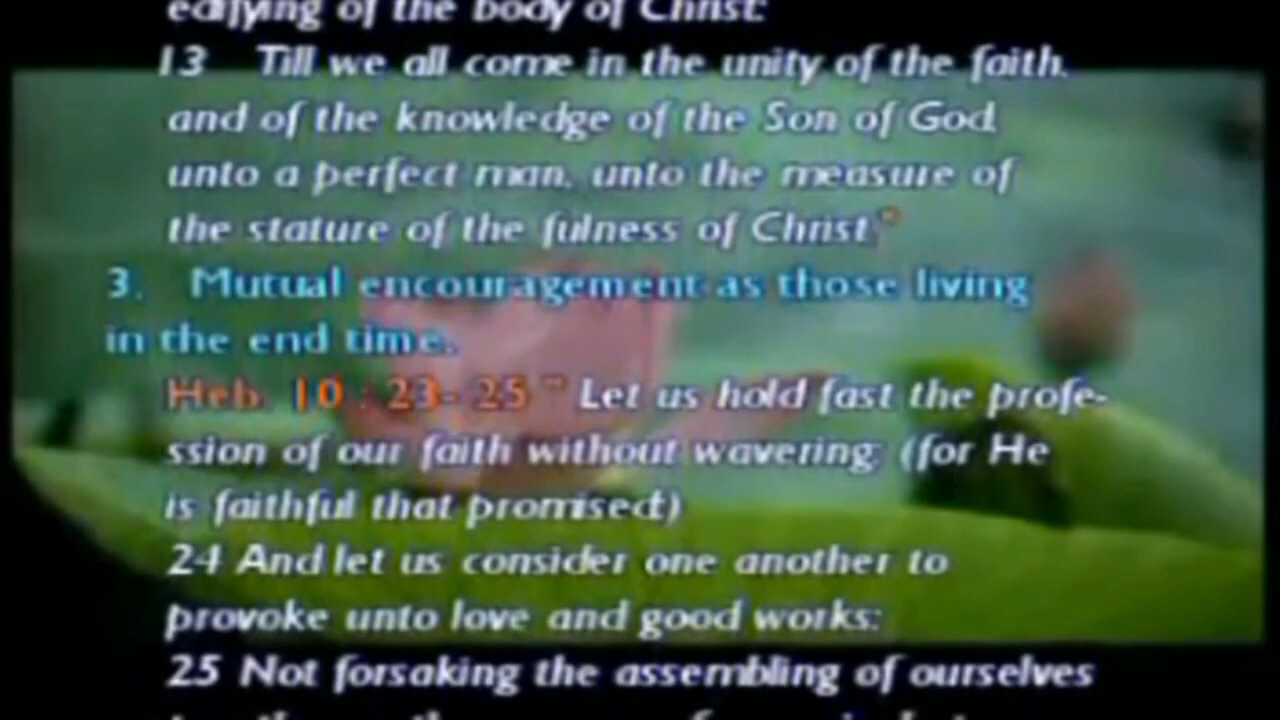 edifying of the body of Christ:
13 Till we all come in the unity of the faith,
and of the knowledge of the Son of God,
unto a perfect man, unto the measure of
the stature of the fulness of Christ"
3. Mutual encouragement as those living
in the end time.
Heb. 10 : 23- 25 " Let us hold fast the profe-
ssion of our faith without wavering; (for He
is faithful that promised;)
24 And let us consider one another to
provoke unto love and good works:
25 Not forsaking the assembling of ourselves